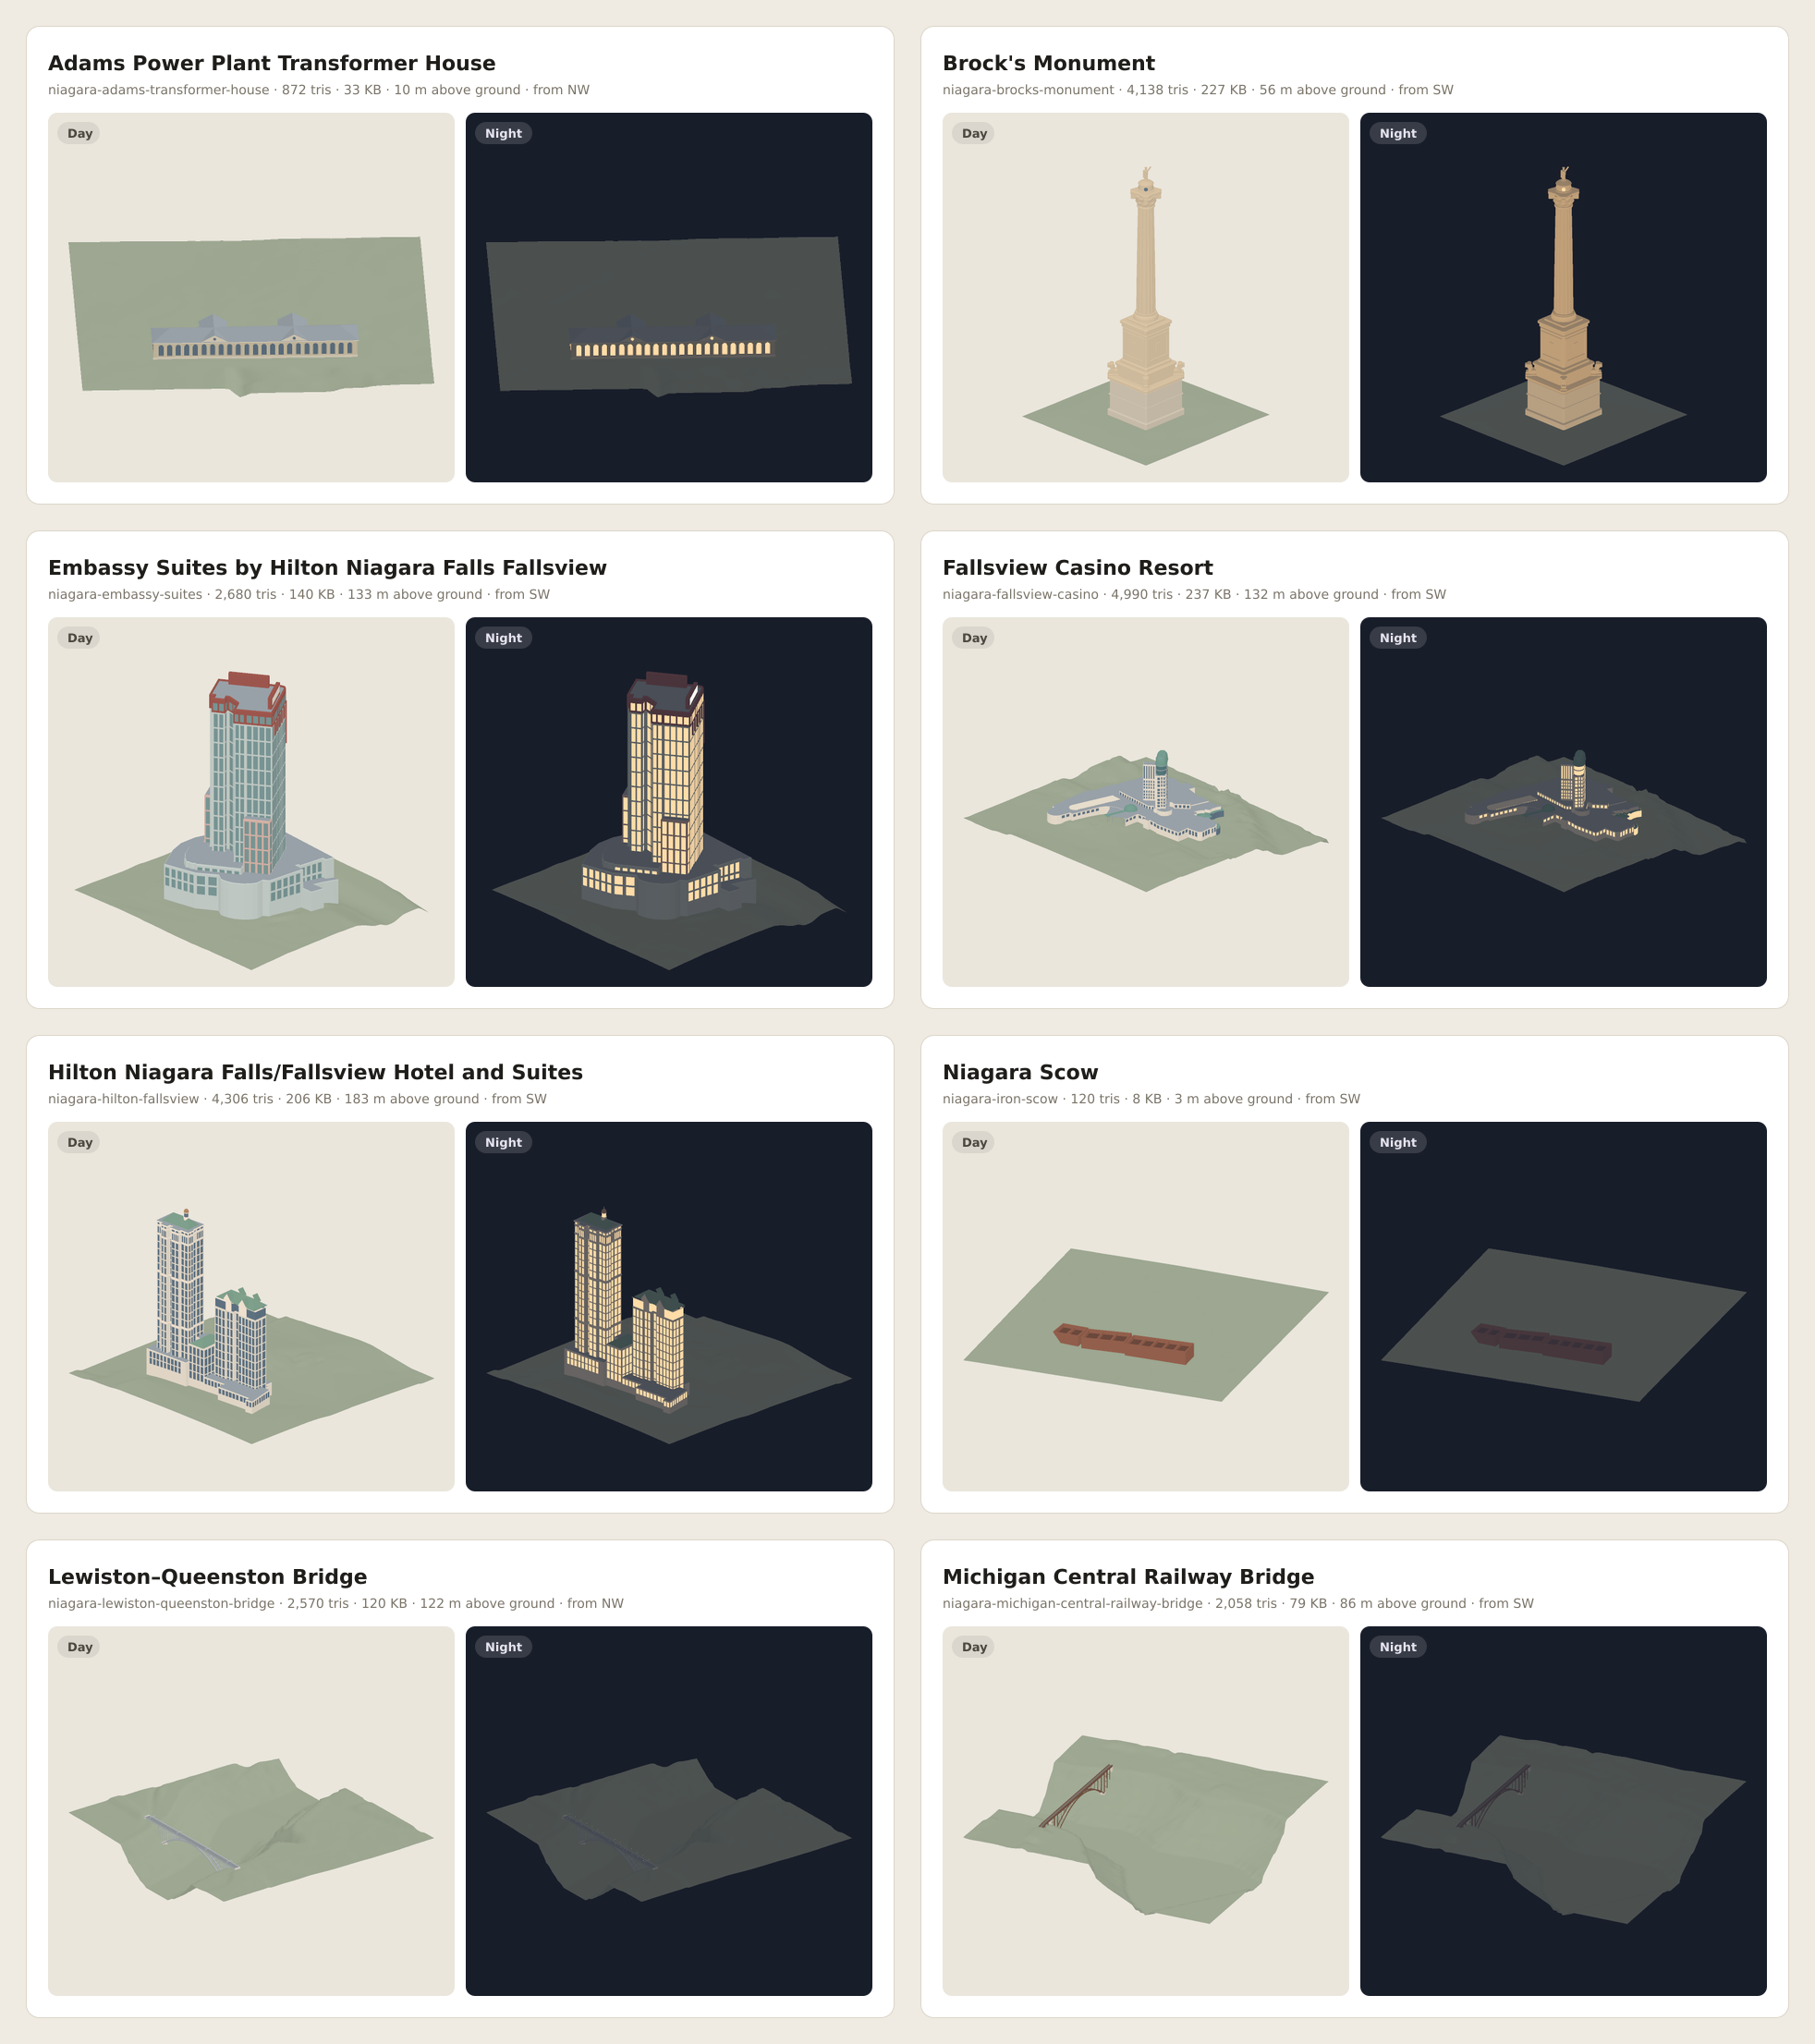 Adams Power Plant Transformer House
niagara-adams-transformer-house · 872 tris · 33 KB · 10 m above ground · from NW
Day
Night
Brock's Monument
niagara-brocks-monument · 4,138 tris · 227 KB · 56 m above ground · from SW
Day
Night
Embassy Suites by Hilton Niagara Falls Fallsview
niagara-embassy-suites · 2,680 tris · 140 KB · 133 m above ground · from SW
Day
Night
Fallsview Casino Resort
niagara-fallsview-casino · 4,990 tris · 237 KB · 132 m above ground · from SW
Day
Night
Hilton Niagara Falls/Fallsview Hotel and Suites
niagara-hilton-fallsview · 4,306 tris · 206 KB · 183 m above ground · from SW
Day
Night
Niagara Scow
niagara-iron-scow · 120 tris · 8 KB · 3 m above ground · from SW
Day
Night
Lewiston–Queenston Bridge
niagara-lewiston-queenston-bridge · 2,570 tris · 120 KB · 122 m above ground · from NW
Day
Night
Michigan Central Railway Bridge
niagara-michigan-central-railway-bridge · 2,058 tris · 79 KB · 86 m above ground · from SW
Day
Night